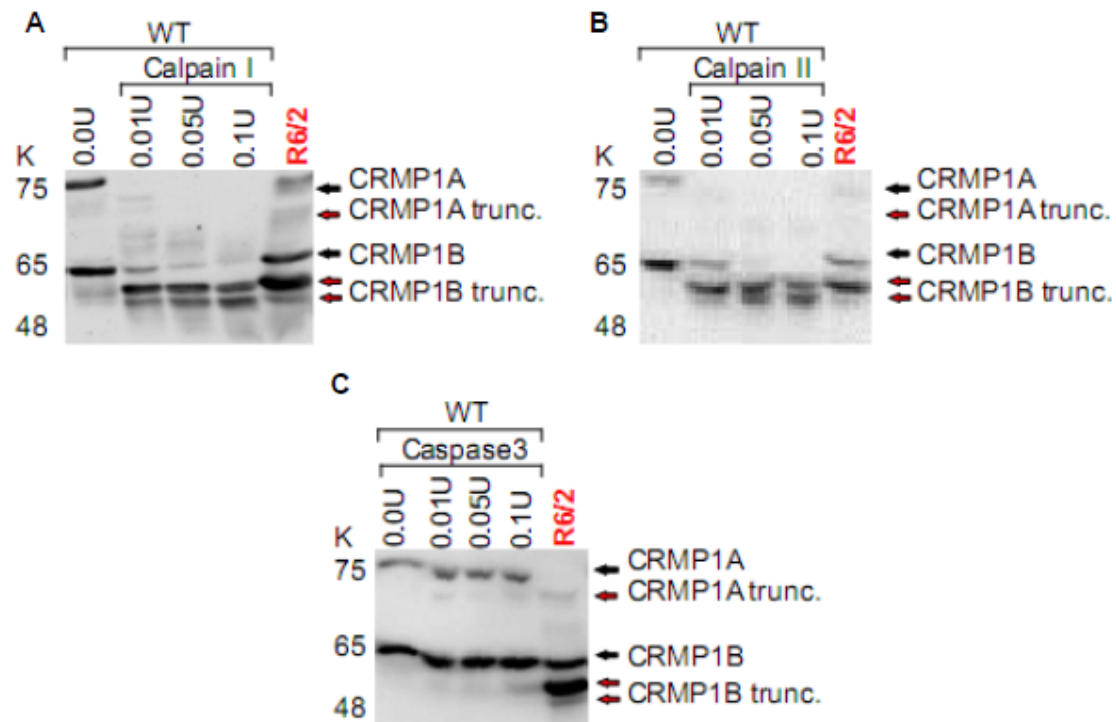 A
WT
Calpain I
0.0U 0.01U 0.05U 0.1U R6/2
K
75
65
48
CRMP1A
CRMP1A trunc.
CRMP1B
CRMP1B trunc.
B
WT
Calpain II
0.0U 0.01U 0.05U 0.1U R6/2
K
75
65
48
CRMP1A
CRMP1A trunc.
CRMP1B
CRMP1B trunc.
C
WT
Caspase3
0.0U 0.01U 0.05U 0.1U R6/2
K
75
65
48
CRMP1A
CRMP1A trunc.
CRMP1B
CRMP1B trunc.